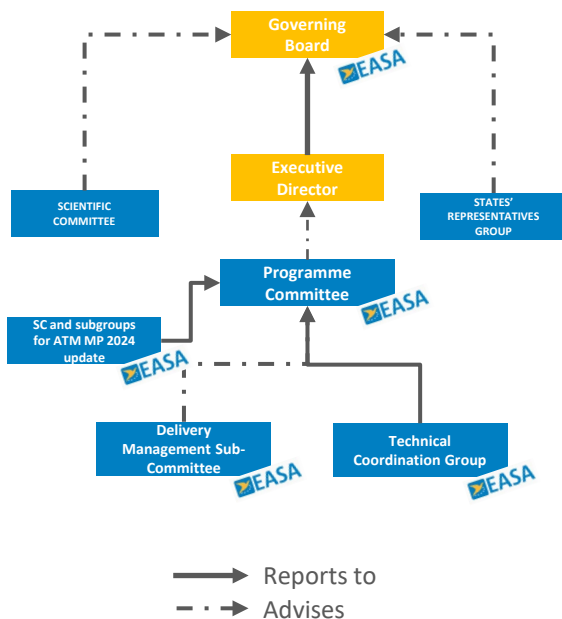 Governing
Board
EASA
Executive
Director
SCIENTIFIC
COMMITTEE
STATES'
REPRESENTATIVES
GROUP
Programme
Committee
EASA
SC and subgroups
for ATM MP 2024
update
EASA
Delivery
Management Sub-
Committee
EASA
Technical
Coordination Group
EASA
Reports to
Advises